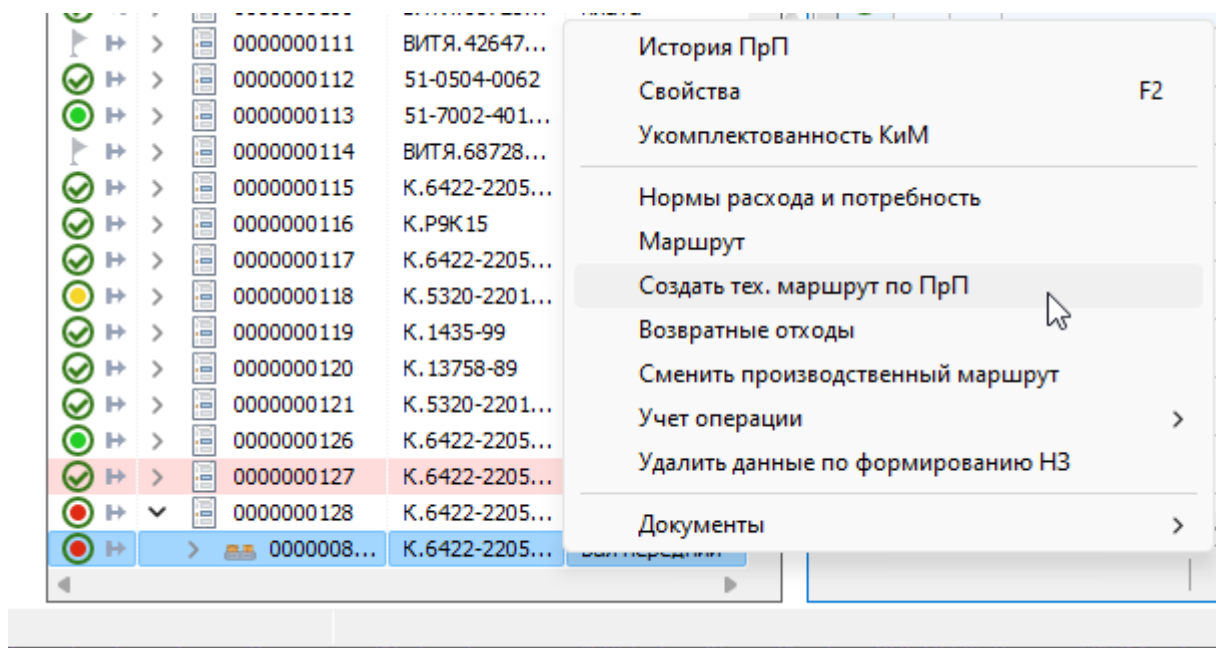 0000000111 ВИТЯ.42647...
0000000112 51-0504-0062
0000000113 51-7002-401...
0000000114 ВИТЯ.68728...
0000000115 К.6422-2205...
0000000116 К.Р9К15
0000000117 К.6422-2205...
0000000118 К.5320-2201...
0000000119 К.1435-99
0000000120 К.13758-89
0000000121 К.5320-2201...
0000000126 К.6422-2205...
0000000127 К.6422-2205...
0000000128 К.6422-2205...
0000008... К.6422-2205...
История ПрП
Свойства F2
Укомплектованность КиМ
Нормы расхода и потребность
Маршрут
Создать тех. маршрут по ПрП
Возвратные отходы
Сменить производственный маршрут
Учет операции
Удалить данные по формированию НЗ
Документы